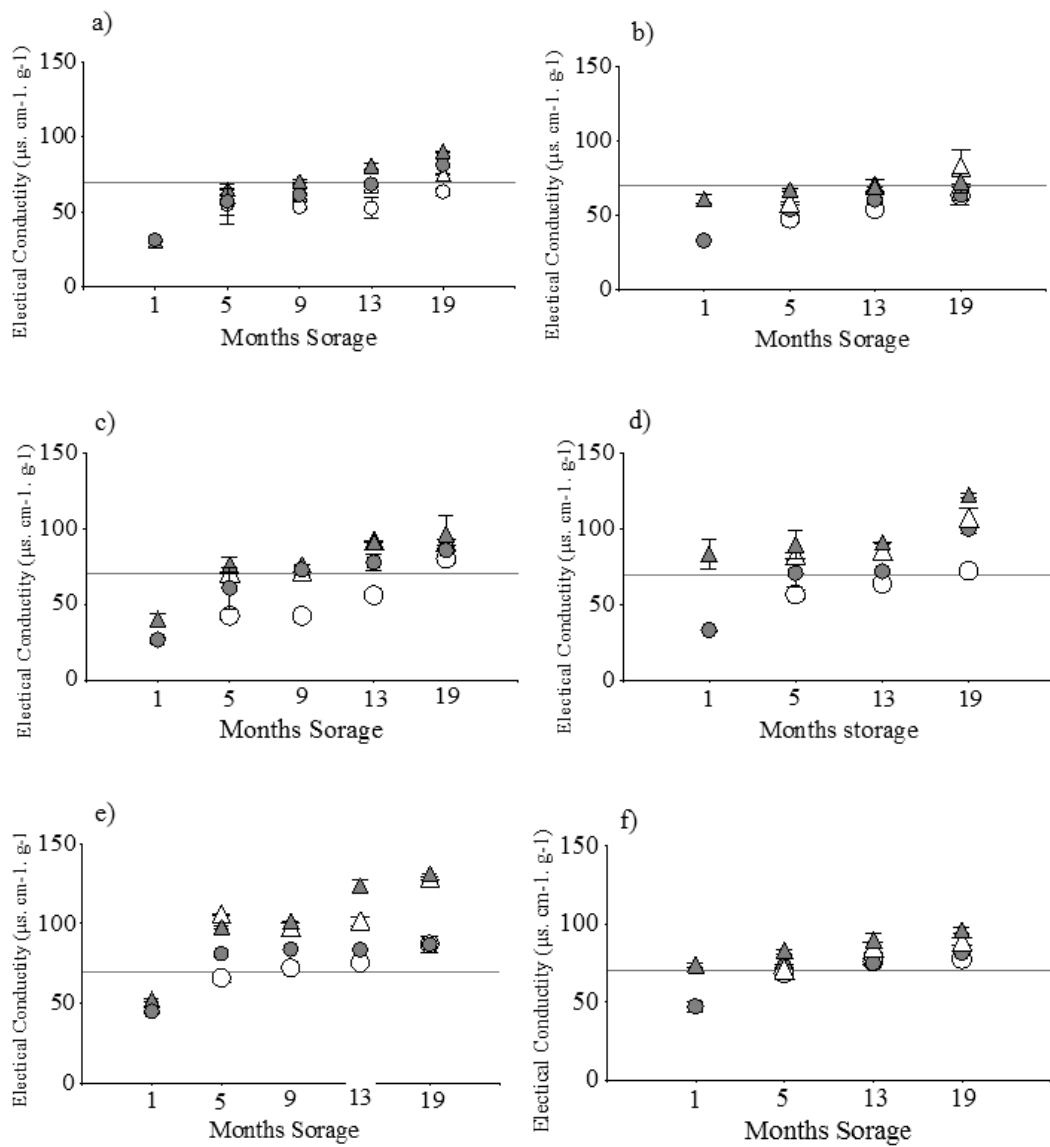 a)
Electical Conductity (µs. cm-1. g-1)
150
100
50
0
1 5 9 13 19
Months Sorage
b)
Electical Conductity (µs. cm-1. g-1)
150
100
50
0
1 5 13 19
Months Sorage
c)
Electical Conductity (µs. cm-1. g-1)
150
100
50
0
1 5 9 13 19
Months Sorage
d)
Electical Conductity (µs. cm-1. g-1)
150
100
50
0
1 5 13 19
Months storage
e)
Electical Conductity (µs. cm-1. g-1
150
100
50
0
1 5 9 13 19
Months Sorage
f)
Electical Conductity (µs. cm-1. g-1)
150
100
50
0
1 5 13 19
Months Sorage